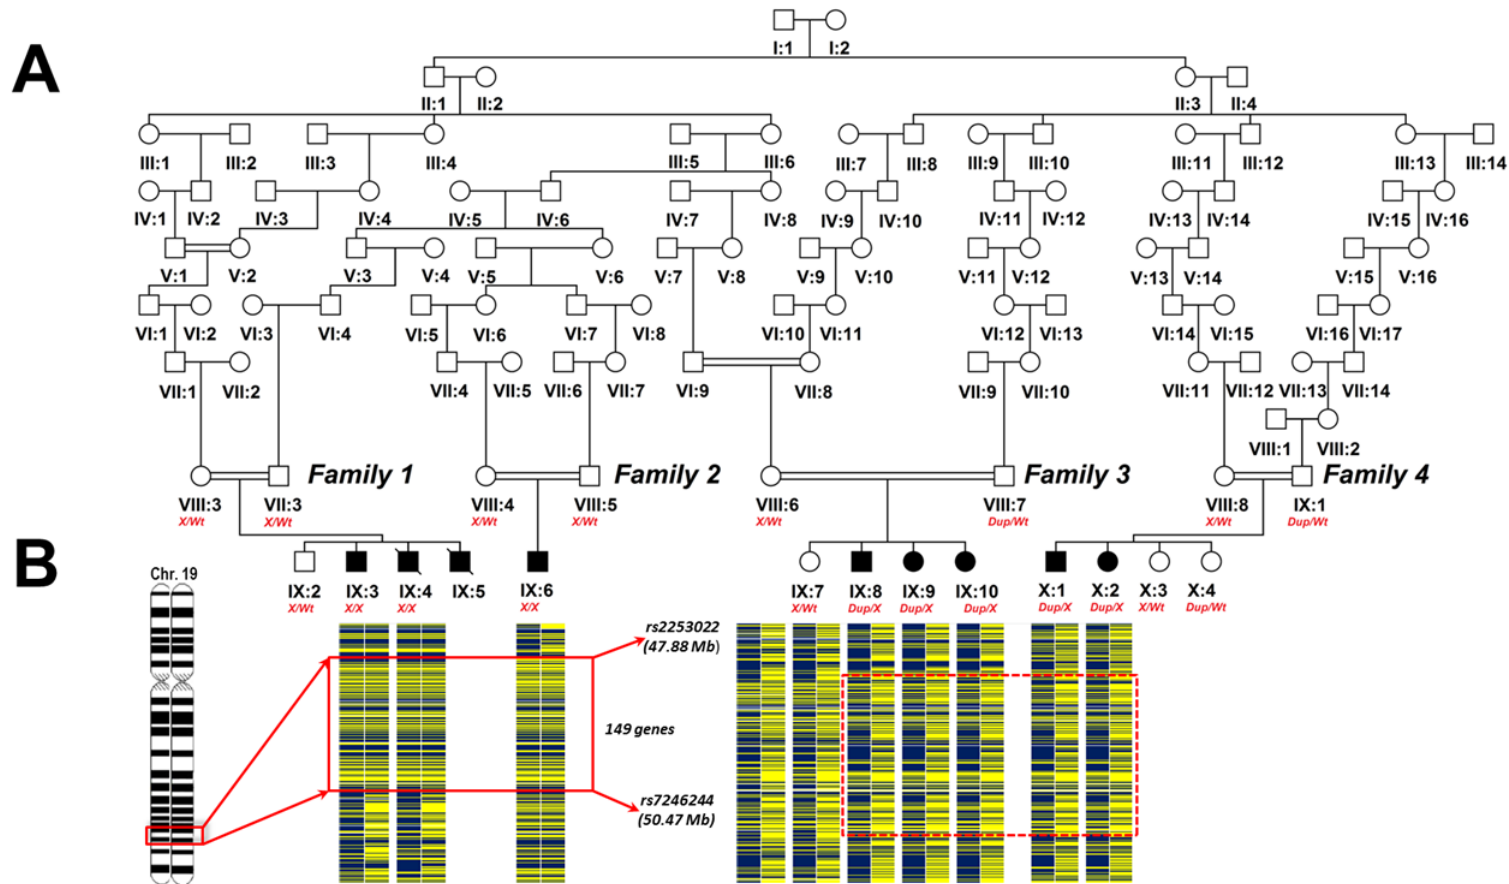 A
I:1 I:2
II:1 II:2 II:3 II:4
III:1 III:2 III:3 III:4 III:5 III:6 III:7 III:8 III:9 III:10 III:11 III:12 III:13 III:14
IV:1 IV:2 IV:3 IV:4 IV:5 IV:6 IV:7 IV:8 IV:9 IV:10 IV:11 IV:12 IV:13 IV:14 IV:15 IV:16
V:1 V:2 V:3 V:4 V:5 V:6 V:7 V:8 V:9 V:10 V:11 V:12 V:13 V:14 V:15 V:16
VI:1 VI:2 VI:3 VI:4 VI:5 VI:6 VI:7 VI:8 VI:10 VI:11 VI:12 VI:13 VI:14 VI:15 VI:16 VI:17
VII:1 VII:2 VII:4 VII:5 VII:6 VII:7 VI:9 VII:8 VII:9 VII:10 VII:11 VII:12 VII:13 VII:14
VIII:1 VIII:2
Family 1 Family 2 Family 3 Family 4
VIII:3 VII:3 VIII:4 VIII:5 VIII:6 VIII:7 VIII:8 IX:1
X/Wt X/Wt X/Wt X/Wt X/Wt Dup/Wt X/Wt Dup/Wt
B
Chr. 19
IX:2 IX:3 IX:4 IX:5 IX:6 IX:7 IX:8 IX:9 IX:10 X:1 X:2 X:3 X:4
X/Wt X/X X/X X/X X/Wt Dup/X Dup/X Dup/X Dup/X Dup/X X/Wt Dup/Wt
rs2253022
(47.88 Mb)
149 genes
rs7246244
(50.47 Mb)